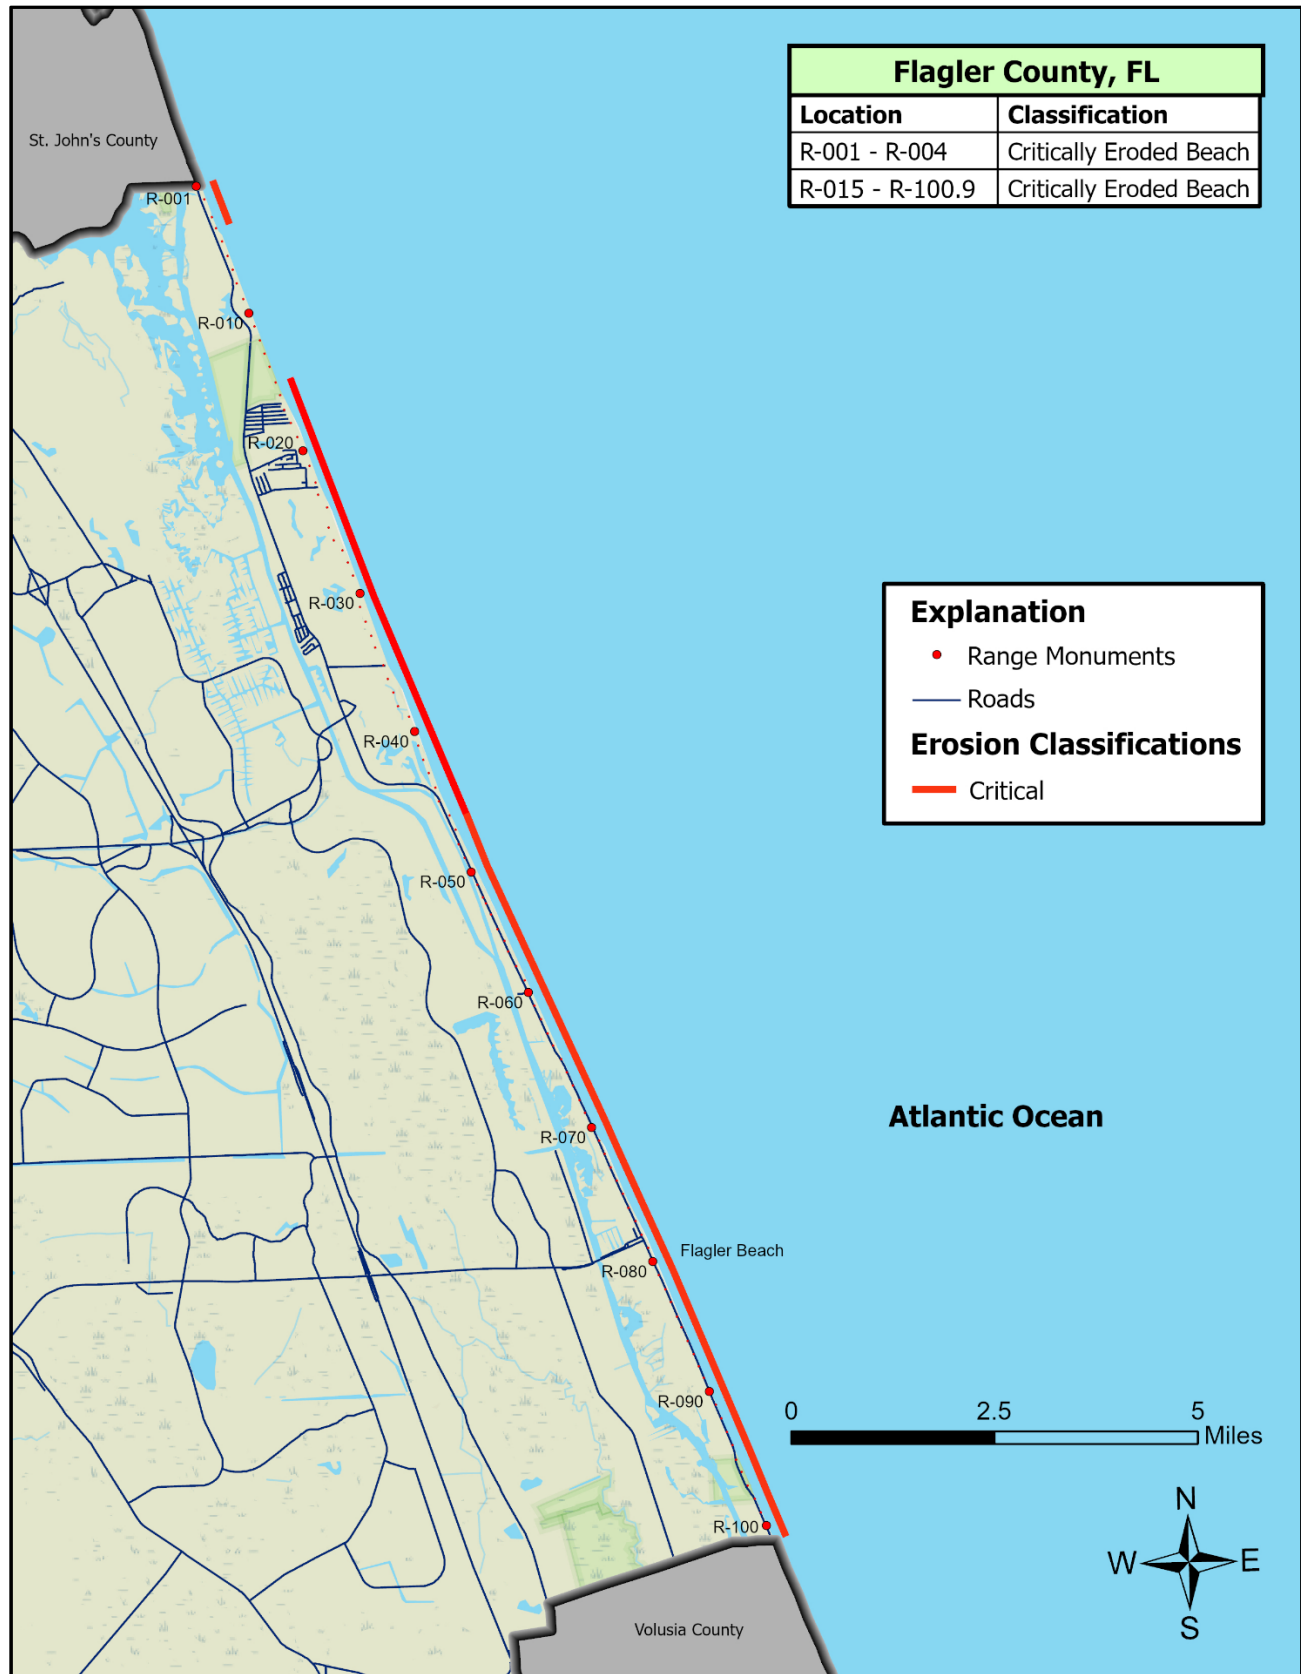 Flagler County, FL
Location Classification
R-001 - R-004 Critically Eroded Beach
R-015 - R-100.9 Critically Eroded Beach
St. John's County
R-001
R-010
R-020
R-030
R-040
R-050
R-060
R-070
R-080
R-090
R-100
Explanation
Range Monuments
Roads
Erosion Classifications
Critical
Atlantic Ocean
Flagler Beach
0 2.5 5
Miles
N
W E
S
Volusia County